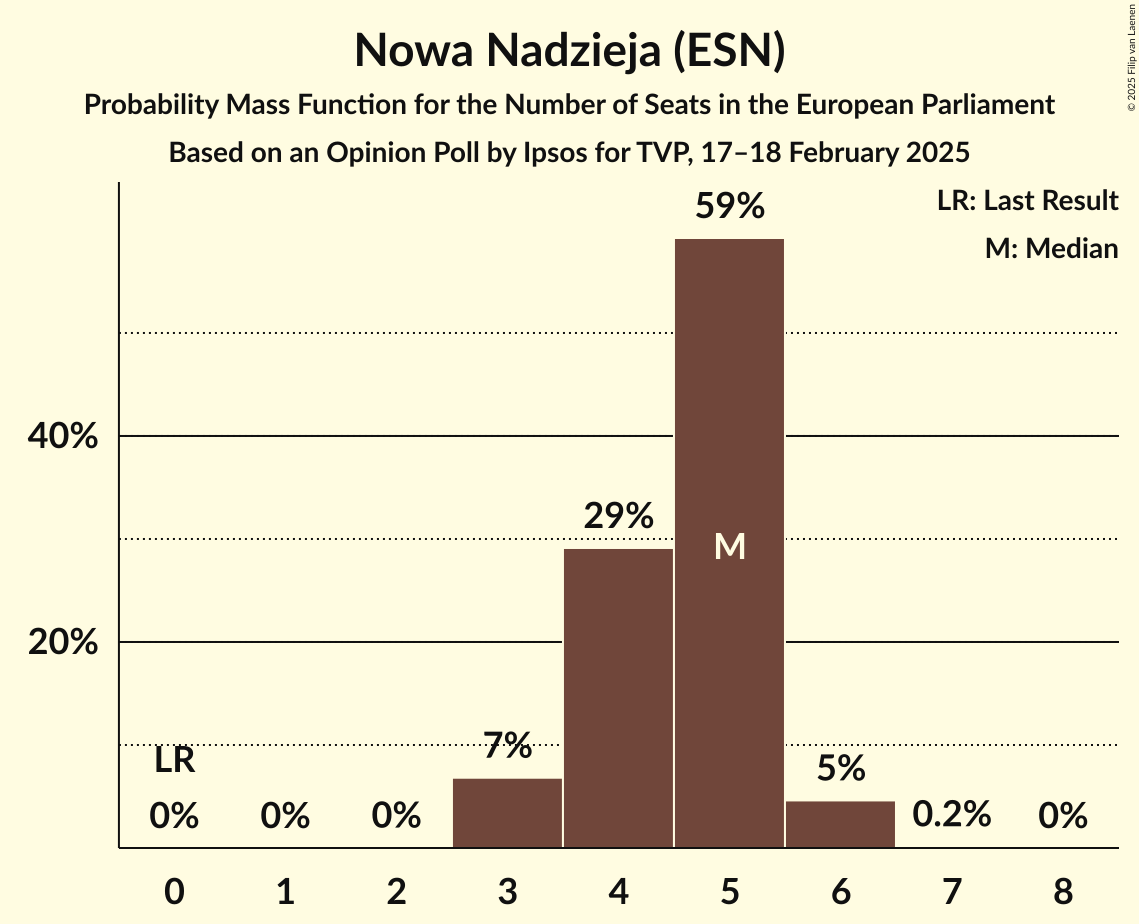 Nowa Nadzieja (ESN)
Probability Mass Function for the Number of Seats in the European Parliament
Based on an Opinion Poll by Ipsos for TVP, 17–18 February 2025
© 2025 Filip van Laenen
LR: Last Result
M: Median
59%
40%
29%
M
20%
LR
7%
5%
0%
0%
0%
0.2%
0%
0 1 2 3 4 5 6 7 8